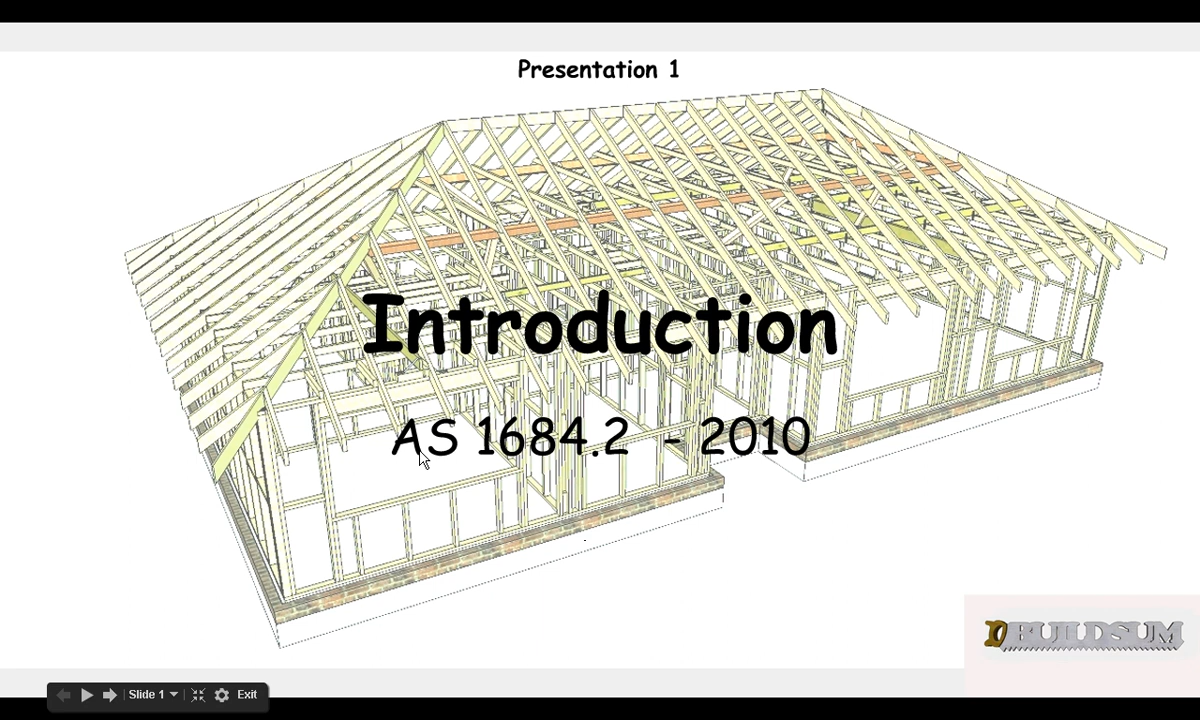 Presentation 1
Introduction
AS 1684.2 - 2010
BUILDSUM
Slide 1
Exit